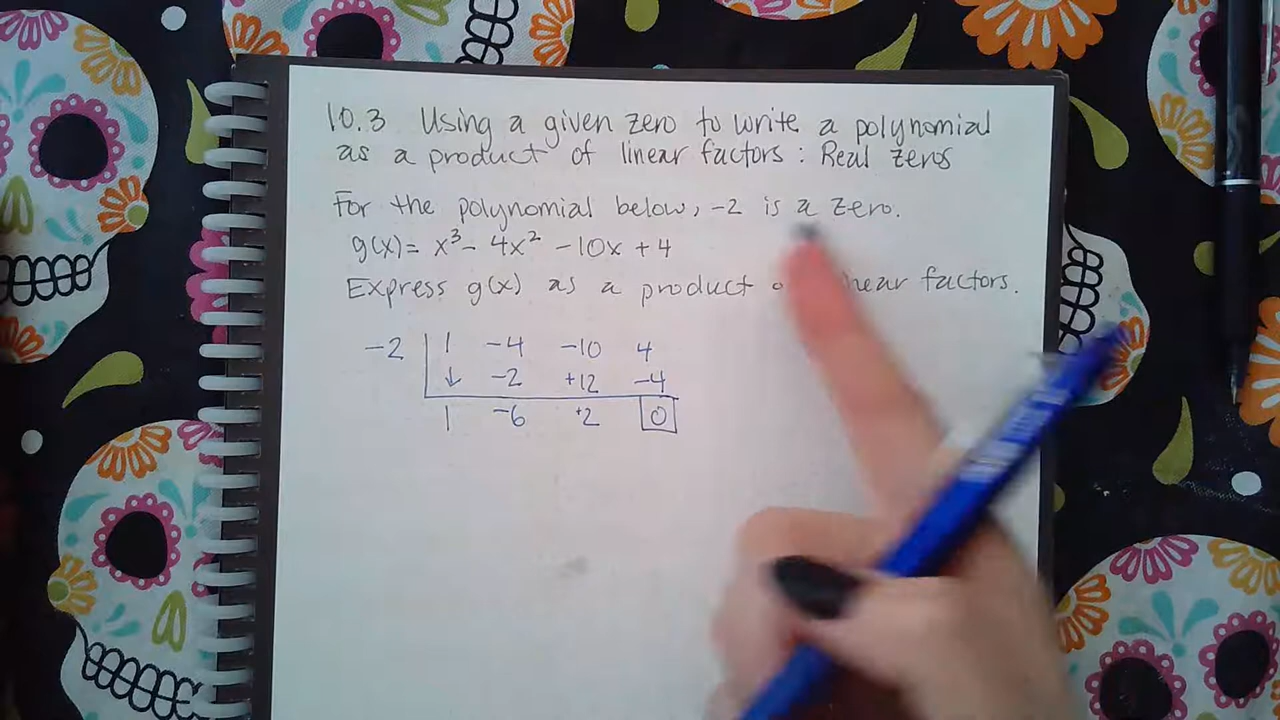 10.3 Using a given zero to write a polynomial
as a product of linear factors : Real zeros
For the polynomial below, -2 is a zero.
g(x) = x³ - 4x² - 10x + 4
Express g(x) as a product linear factors.
-2 | 1 -4 -10 4
↓ -2 +12 -4
1 -6 +2 0